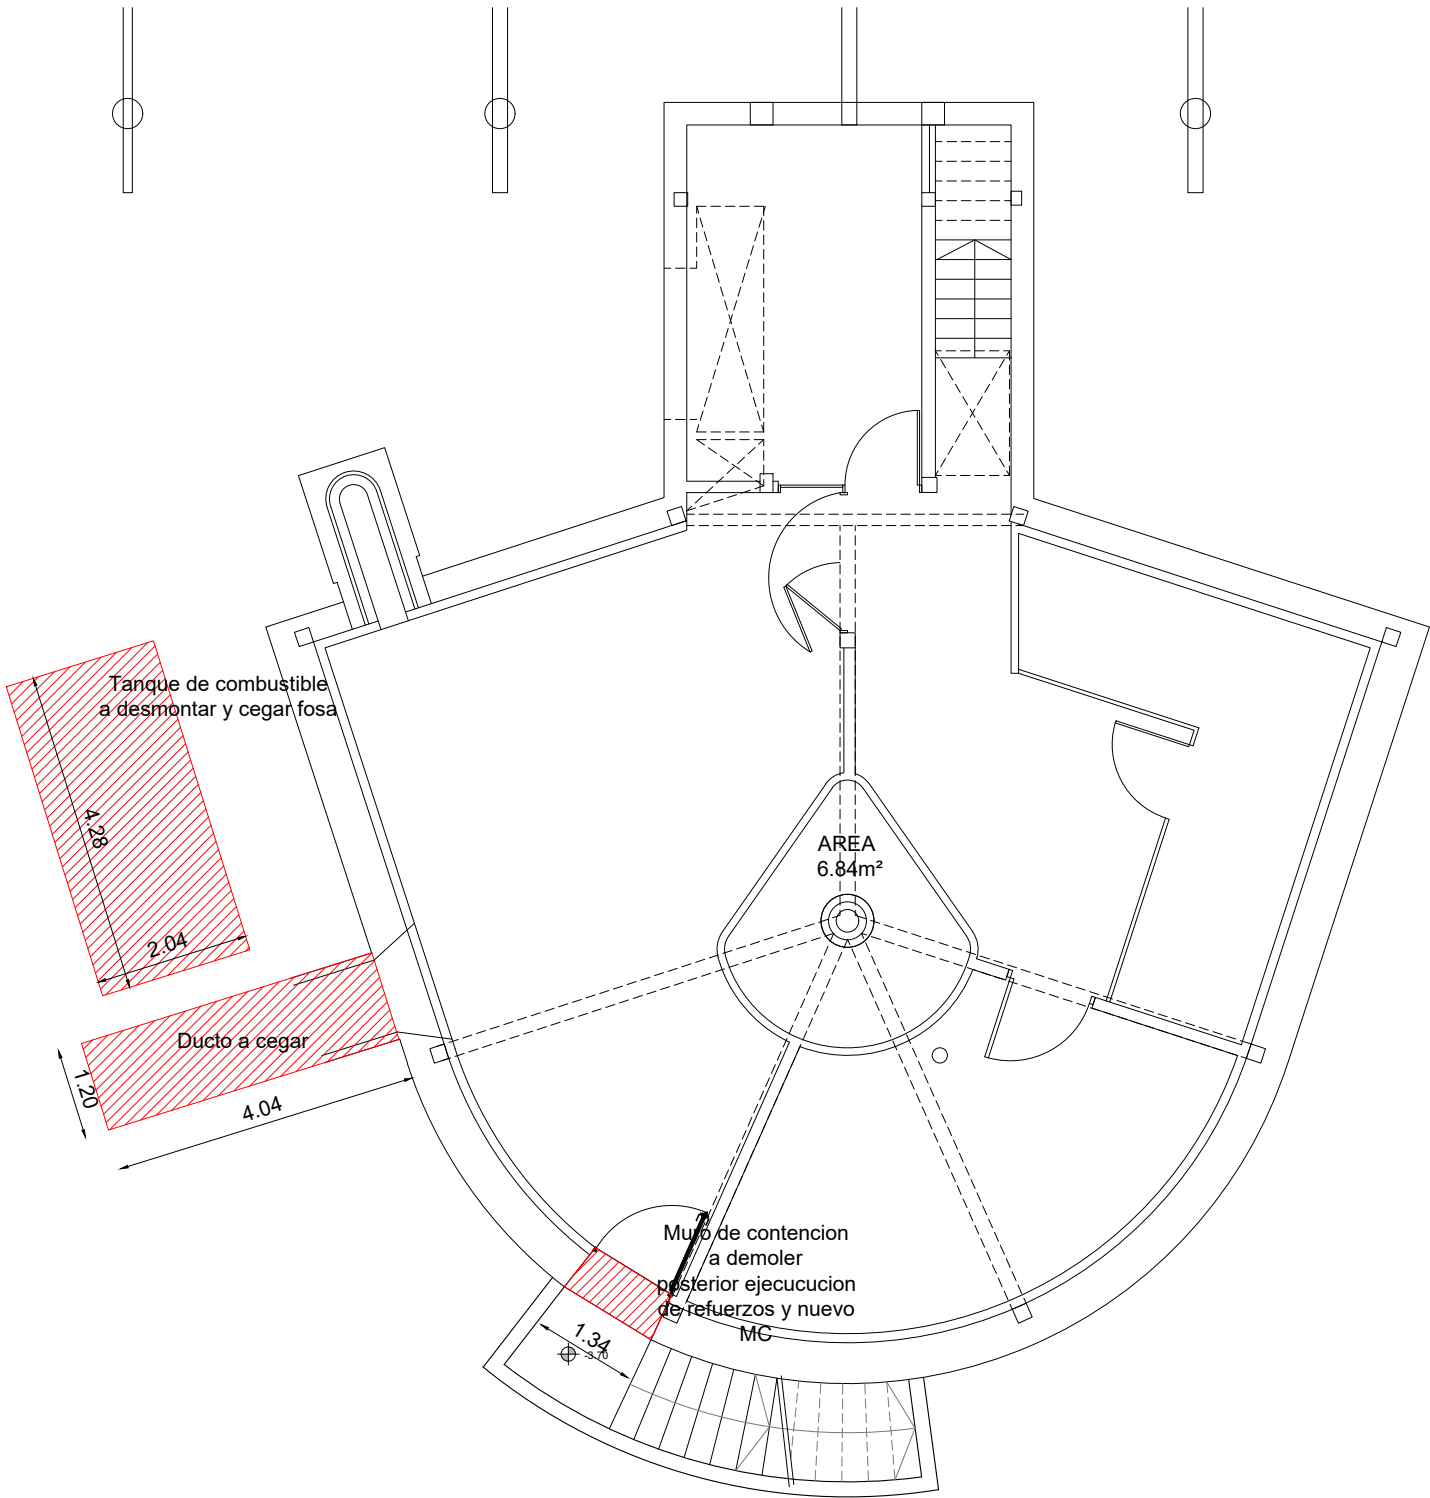 Tanque de combustible
a desmontar y cegar fosa
4.28
2.04
AREA
6.84m²
Ducto a cegar
1.20
4.04
Muro de contencion
a demoler
posterior ejecucucion
de refuerzos y nuevo
MC
1.34
-3.70